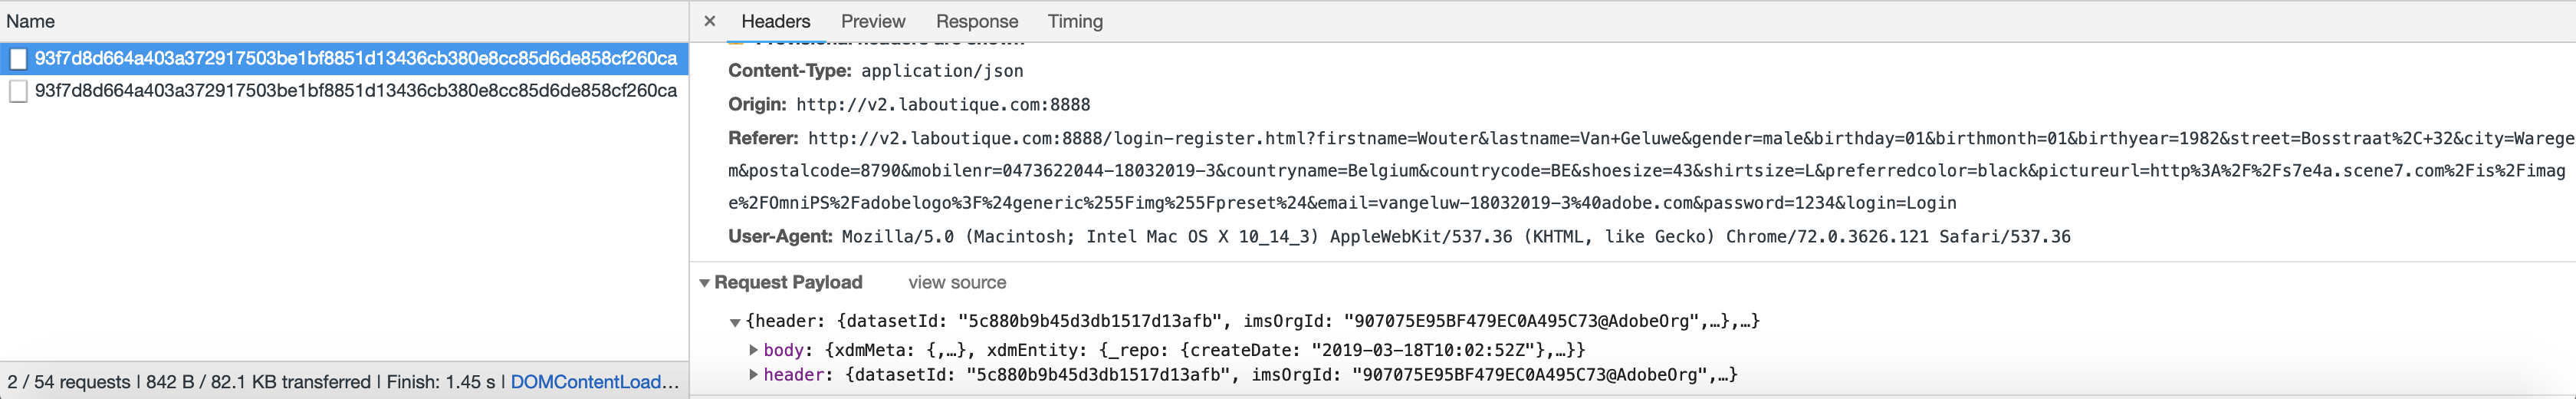 Name
× Headers Preview Response Timing
93f7d8d664a403a372917503be1bf8851d13436cb380e8cc85d6de858cf260ca
93f7d8d664a403a372917503be1bf8851d13436cb380e8cc85d6de858cf260ca
2 / 54 requests | 842 B / 82.1 KB transferred | Finish: 1.45 s | DOMContentLoad…
Provisional headers are shown
Content-Type: application/json
Origin: http://v2.laboutique.com:8888
Referer: http://v2.laboutique.com:8888/login-register.html?firstname=Wouter&lastname=Van+Geluwe&gender=male&birthday=01&birthmonth=01&birthyear=1982&street=Bosstraat%2C+32&city=Warege
m&postalcode=8790&mobilenr=0473622044-18032019-3&countryname=Belgium&countrycode=BE&shoesize=43&shirtsize=L&preferredcolor=black&pictureurl=http%3A%2F%2Fs7e4a.scene7.com%2Fis%2Fimag
e%2FOmniPS%2Fadobelogo%3F%24generic%255Fimg%255Fpreset%24&email=vangeluw-18032019-3%40adobe.com&password=1234&login=Login
User-Agent: Mozilla/5.0 (Macintosh; Intel Mac OS X 10_14_3) AppleWebKit/537.36 (KHTML, like Gecko) Chrome/72.0.3626.121 Safari/537.36
▼ Request Payload view source
▼ {header: {datasetId: "5c880b9b45d3db1517d13afb", imsOrgId: "907075E95BF479EC0A495C73@AdobeOrg",…},…}
▶ body: {xdmMeta: {,…}, xdmEntity: {_repo: {createDate: "2019-03-18T10:02:52Z"},…}}
▶ header: {datasetId: "5c880b9b45d3db1517d13afb", imsOrgId: "907075E95BF479EC0A495C73@AdobeOrg",…}